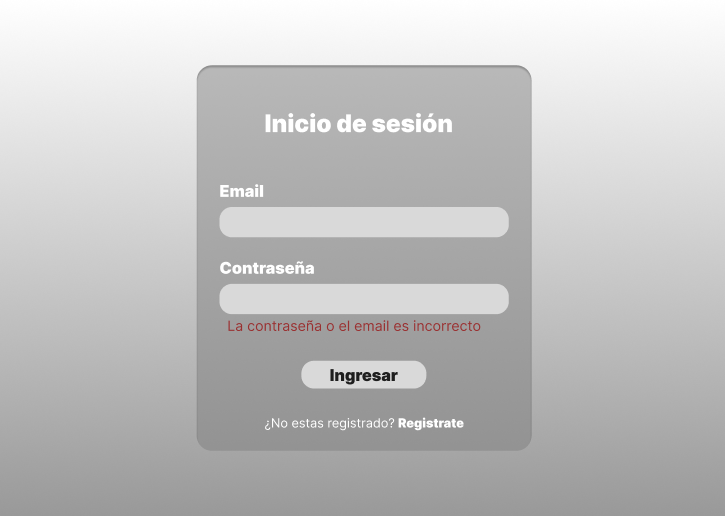 Inicio de sesión
Email
Contraseña
La contraseña o el email es incorrecto
Ingresar
¿No estas registrado? Registrate